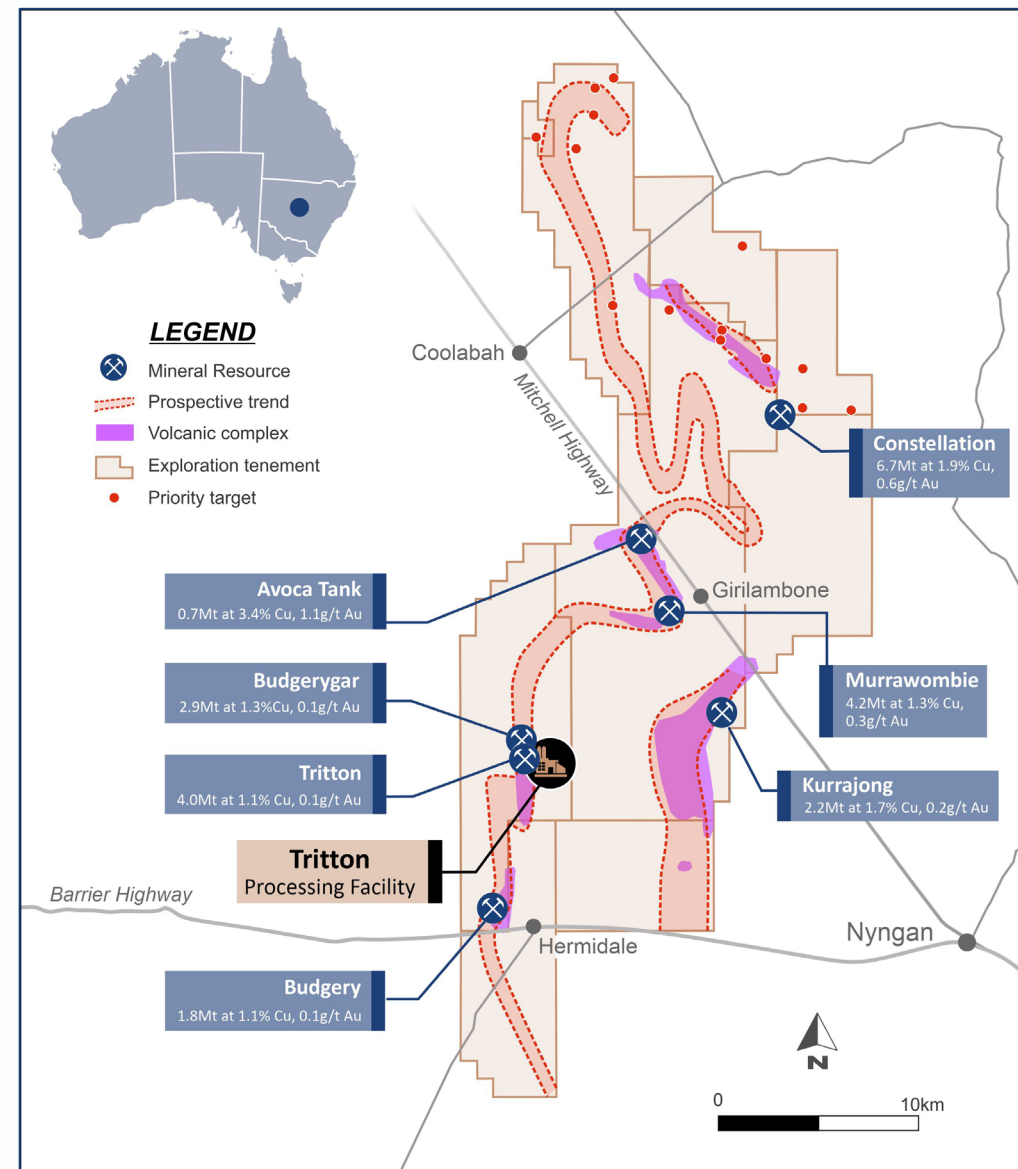 LEGEND
Mineral Resource
Prospective trend
Volcanic complex
Exploration tenement
Priority target
Coolabah
Mitchell Highway
Constellation
6.7Mt at 1.9% Cu,
0.6g/t Au
Avoca Tank
0.7Mt at 3.4% Cu, 1.1g/t Au
Girilambone
Budgerygar
2.9Mt at 1.3%Cu, 0.1g/t Au
Murrawombie
4.2Mt at 1.3% Cu,
0.3g/t Au
Tritton
4.0Mt at 1.1% Cu, 0.1g/t Au
Kurrajong
2.2Mt at 1.7% Cu, 0.2g/t Au
Tritton
Processing Facility
Barrier Highway
Hermidale
Nyngan
Budgery
1.8Mt at 1.1% Cu, 0.1g/t Au
N
0 10km